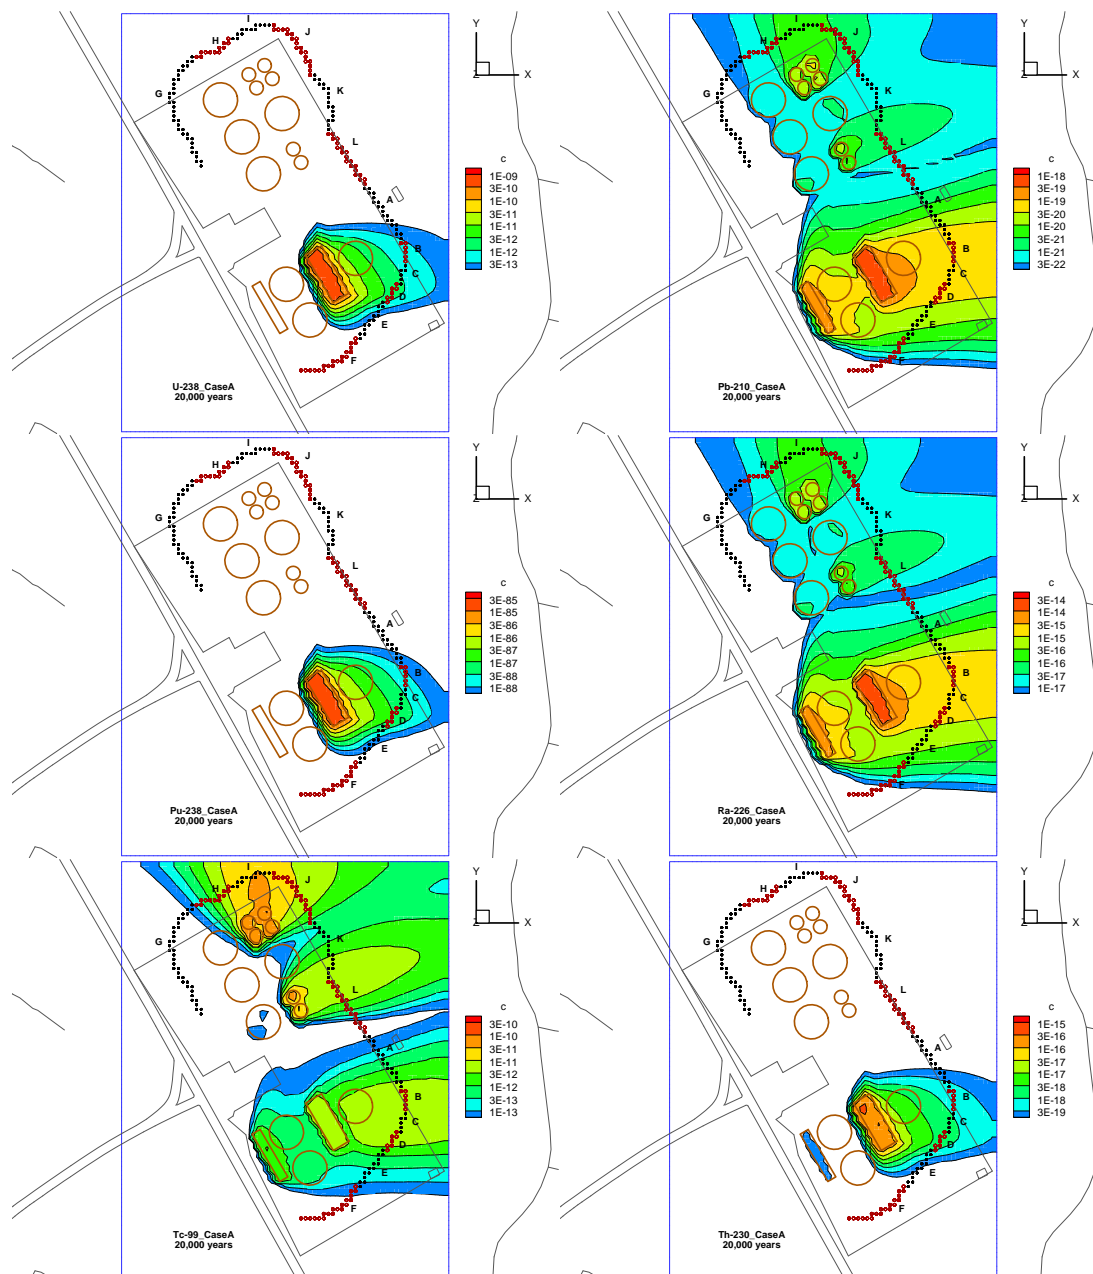 I
J
H
G
K
L
A
B
C
D
E
F
U-238_CaseA
20,000 years
Y
Z
X
c
1E-09
3E-10
1E-10
3E-11
1E-11
3E-12
1E-12
3E-13
I
J
H
G
K
L
A
B
C
E
F
Pb-210_CaseA
20,000 years
Y
Z
X
c
1E-18
3E-19
1E-19
3E-20
1E-20
3E-21
1E-21
3E-22
I
J
H
G
K
L
A
B
C
D
E
F
Pu-238_CaseA
20,000 years
Y
Z
X
c
3E-85
1E-85
3E-86
1E-86
3E-87
1E-87
3E-88
1E-88
I
J
H
G
K
L
A
B
C
E
F
Ra-226_CaseA
20,000 years
Y
Z
X
c
3E-14
1E-14
3E-15
1E-15
3E-16
1E-16
3E-17
1E-17
I
J
H
G
K
L
A
B
C
D
E
F
Tc-99_CaseA
20,000 years
Y
Z
X
c
3E-10
1E-10
3E-11
1E-11
3E-12
1E-12
3E-13
1E-13
I
J
H
G
K
L
A
B
C
D
E
F
Th-230_CaseA
20,000 years
Y
Z
X
c
1E-15
3E-16
1E-16
3E-17
1E-17
3E-18
1E-18
3E-19